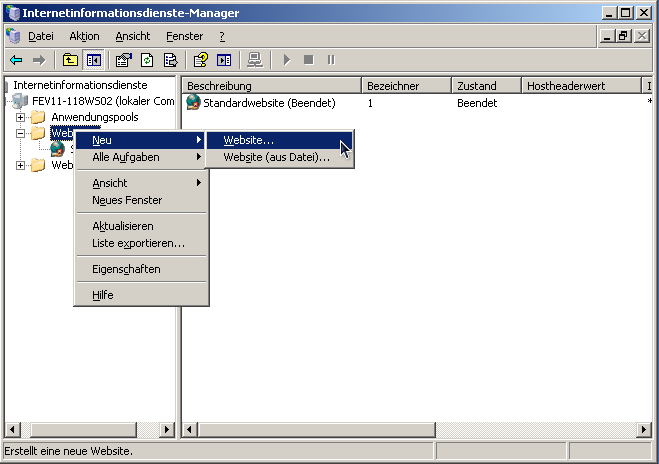 Internetinformationsdienste-Manager
Datei Aktion Ansicht Fenster ?
Internetinformationsdienste
FEV11-118WS02 (lokaler Com
Anwendungspools
Web
Web
Neu
Alle Aufgaben
Ansicht
Neues Fenster
Aktualisieren
Liste exportieren...
Eigenschaften
Hilfe
Website...
Website (aus Datei)...
Beschreibung Bezeichner Zustand Hostheaderwert I
Standardwebsite (Beendet) 1 Beendet *
Erstellt eine neue Website.